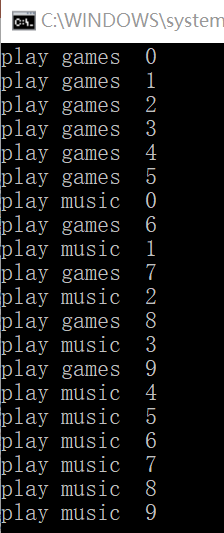 C:\WINDOWS\system
play games  0
play games  1
play games  2
play games  3
play games  4
play games  5
play music  0
play games  6
play music  1
play games  7
play music  2
play games  8
play music  3
play games  9
play music  4
play music  5
play music  6
play music  7
play music  8
play music  9